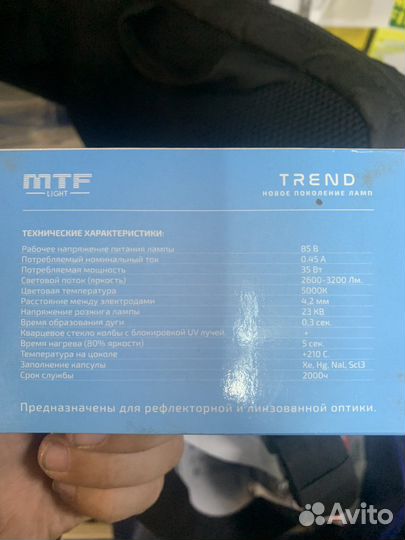 MTF
LIGHT
TREND
НОВОЕ ПОКОЛЕНИЕ ЛАМП
ТЕХНИЧЕСКИЕ ХАРАКТЕРИСТИКИ:
Рабочее напряжение питания лампы 85 В
Потребляемый номинальный ток 0.45 А
Потребляемая мощность 35 Вт
Световой поток (яркость) 2600-3200 Лм.
Цветовая температура 5000К
Расстояние между электродами 4,2 мм
Напряжение розжига лампы 23 КВ
Время образования дуги 0,3 сек.
Кварцевое стекло колбы с блокировкой UV лучей. +
Время нагрева (80% яркости) 5 сек.
Температура на цоколе +210 С.
Заполнение капсулы Xe, Hg, NaI, ScI3
Срок службы 2000ч
Предназначены для рефлекторной и линзовванной оптики.
Avito